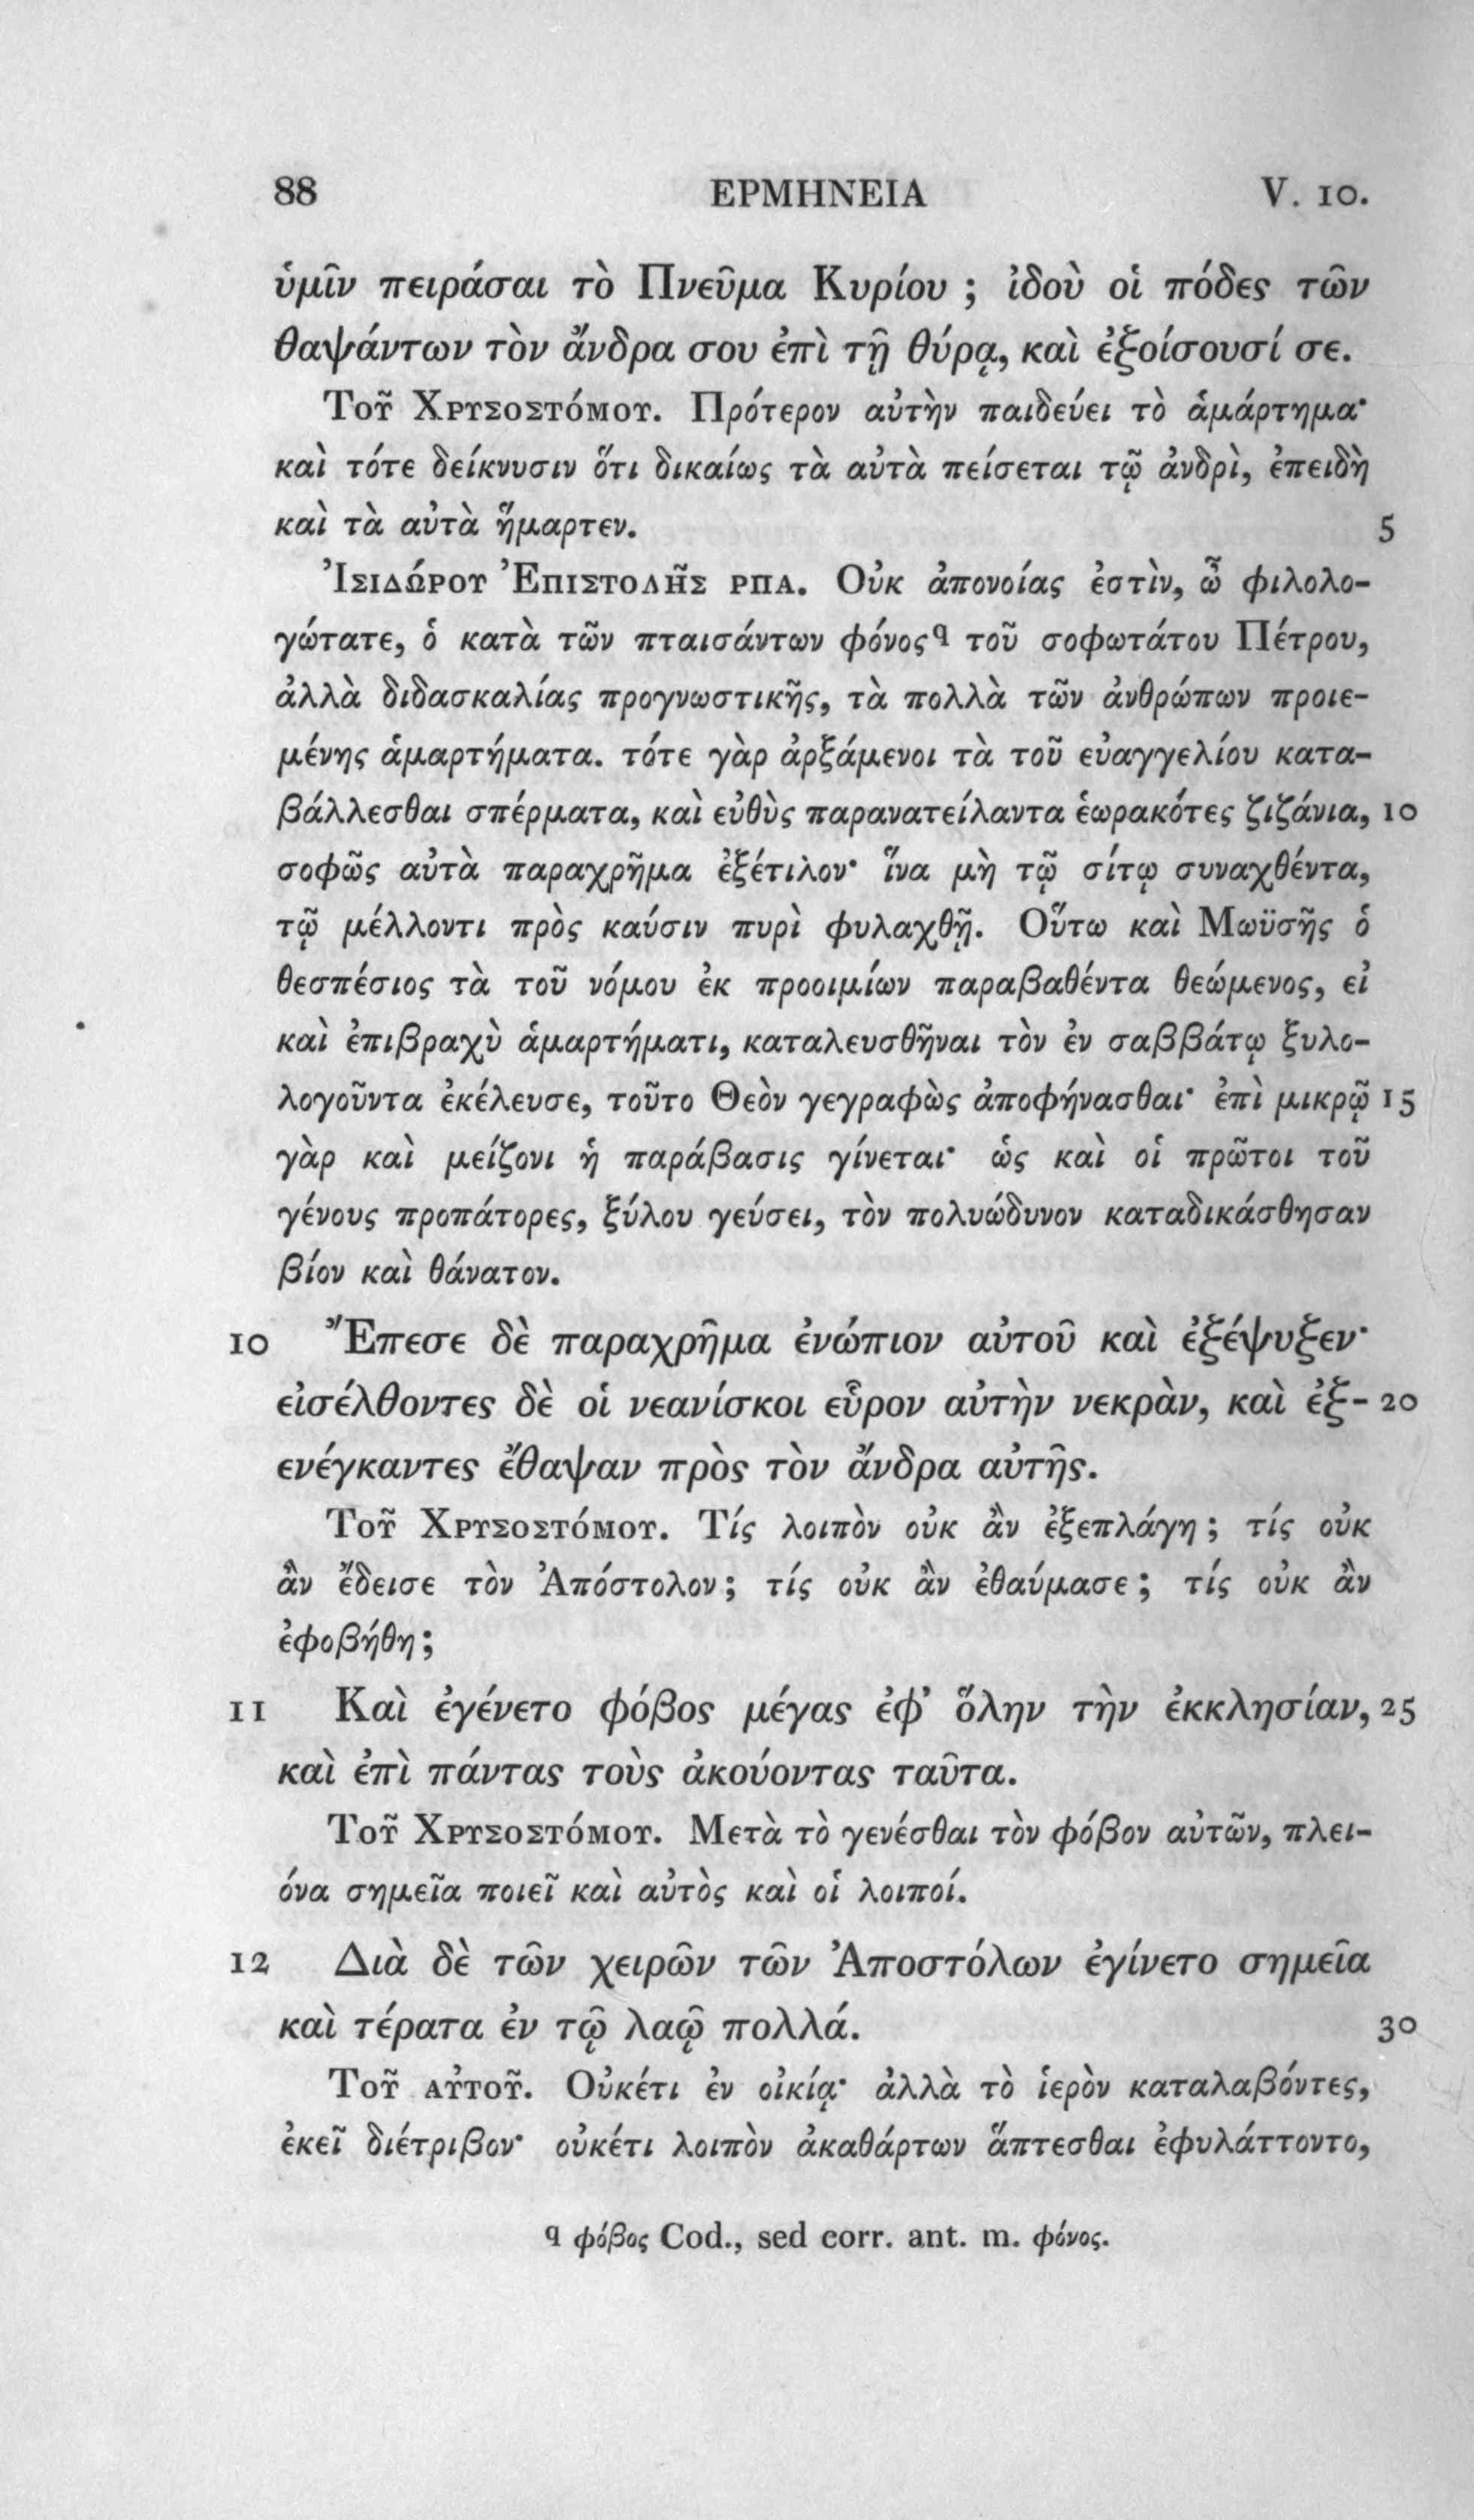 88 ΕΡΜΗΝΕΙΑ V. 10.
ὑμῖν πειράσαι τὸ Πνεῦμα Κυρίου ; ἰδοὺ οἱ πόδες τῶν
θαψάντων τὸν ἄνδρα σου ἐπὶ τῇ θύρᾳ, καὶ ἐξοίσουσί σε.
Τοῦ Χρυσοστόμου. Πρότερον αὐτὴν παιδεύει τὸ ἁμάρτημα·
καὶ τότε δείκνυσιν ὅτι δικαίως τὰ αὐτὰ πείσεται τῷ ἀνδρὶ, ἐπειδὴ
καὶ τὰ αὐτὰ ἥμαρτεν. 5
Ἰσιδώρου Ἐπιστολῆς ρπα. Οὐκ ἀπονοίας ἐστὶν, ὦ φιλολο-
γώτατε, ὁ κατὰ τῶν πταισάντων φόνος q τοῦ σοφωτάτου Πέτρου,
ἀλλὰ διδασκαλίας προγνωστικῆς, τὰ πολλὰ τῶν ἀνθρώπων προιε-
μένης ἁμαρτήματα. τότε γὰρ ἀρξάμενοι τὰ τοῦ εὐαγγελίου κατα-
βάλλεσθαι σπέρματα, καὶ εὐθὺς παρανατείλαντα ἑωρακότες ζιζάνια, 10
σοφῶς αὐτὰ παραχρῆμα ἐξέτιλον· ἵνα μὴ τῷ σίτῳ συναχθέντα,
τῷ μέλλοντι πρὸς καύσιν πυρὶ φυλαχθῇ. Οὕτω καὶ Μωϋσῆς ὁ
θεσπέσιος τὰ τοῦ νόμου ἐκ προοιμίων παραβαθέντα θεώμενος, εἰ
καὶ ἐπιβραχὺ ἁμαρτήματι, καταλευσθῆναι τὸν ἐν σαββάτῳ ξυλο-
λογοῦντα ἐκέλευσε, τοῦτο Θεὸν γεγραφὼς ἀποφήνασθαι· ἐπὶ μικρῷ 15
γὰρ καὶ μείζονι ἡ παράβασις γίνεται· ὡς καὶ οἱ πρῶτοι τοῦ
γένους προπάτορες, ξύλου γεύσει, τὸν πολυώδυνον καταδικάσθησαν
βίον καὶ θάνατον.
10 Ἔπεσε δὲ παραχρῆμα ἐνώπιον αὐτοῦ καὶ ἐξέψυξεν·
εἰσέλθοντες δὲ οἱ νεανίσκοι εὗρον αὐτὴν νεκρὰν, καὶ ἐξ- 20
ενέγκαντες ἔθαψαν πρὸς τὸν ἄνδρα αὐτῆς.
Τοῦ Χρυσοστόμου. Τίς λοιπὸν οὐκ ἂν ἐξεπλάγη ; τίς οὐκ
ἂν ἔδεισε τὸν Ἀπόστολον ; τίς οὐκ ἂν ἐθαύμασε ; τίς οὐκ ἂν
ἐφοβήθη ;
11 Καὶ ἐγένετο φόβος μέγας ἐφ’ ὅλην τὴν ἐκκλησίαν, 25
καὶ ἐπὶ πάντας τοὺς ἀκούοντας ταῦτα.
Τοῦ Χρυσοστόμου. Μετὰ τὸ γενέσθαι τὸν φόβον αὐτῶν, πλει-
όνα σημεῖα ποιεῖ καὶ αὐτὸς καὶ οἱ λοιποί.
12 Διὰ δὲ τῶν χειρῶν τῶν Ἀποστόλων ἐγίνετο σημεῖα
καὶ τέρατα ἐν τῷ λαῷ πολλά. 30
Τοῦ αὐτοῦ. Οὐκέτι ἐν οἰκίᾳ· ἀλλὰ τὸ ἱερὸν καταλαβόντες,
ἐκεῖ διέτριβον· οὐκέτι λοιπὸν ἀκαθάρτων ἅπτεσθαι ἐφυλάττοντο,
q φόβος Cod., sed corr. ant. m. φόνος.